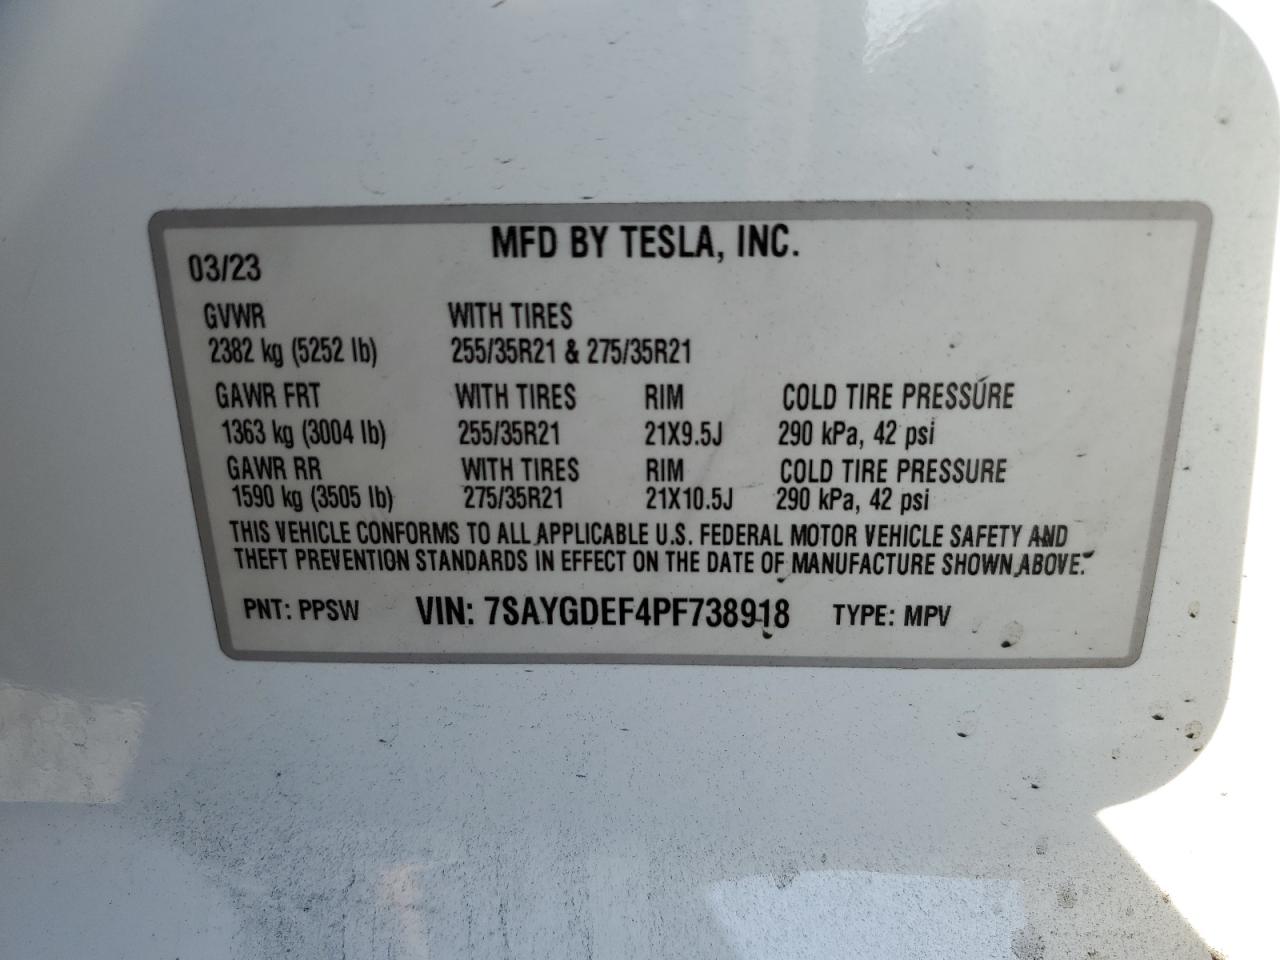 MFD BY TESLA, INC.
03/23
GVWR WITH TIRES
2382 kg (5252 lb) 255/35R21 & 275/35R21
GAWR FRT WITH TIRES RIM COLD TIRE PRESSURE
1363 kg (3004 lb) 255/35R21 21X9.5J 290 kPa, 42 psi
GAWR RR WITH TIRES RIM COLD TIRE PRESSURE
1590 kg (3505 lb) 275/35R21 21X10.5J 290 kPa, 42 psi
THIS VEHICLE CONFORMS TO ALL APPLICABLE U.S. FEDERAL MOTOR VEHICLE SAFETY AND
THEFT PREVENTION STANDARDS IN EFFECT ON THE DATE OF MANUFACTURE SHOWN ABOVE.
PNT: PPSW VIN: 7SAYGDEF4PF738918 TYPE: MPV